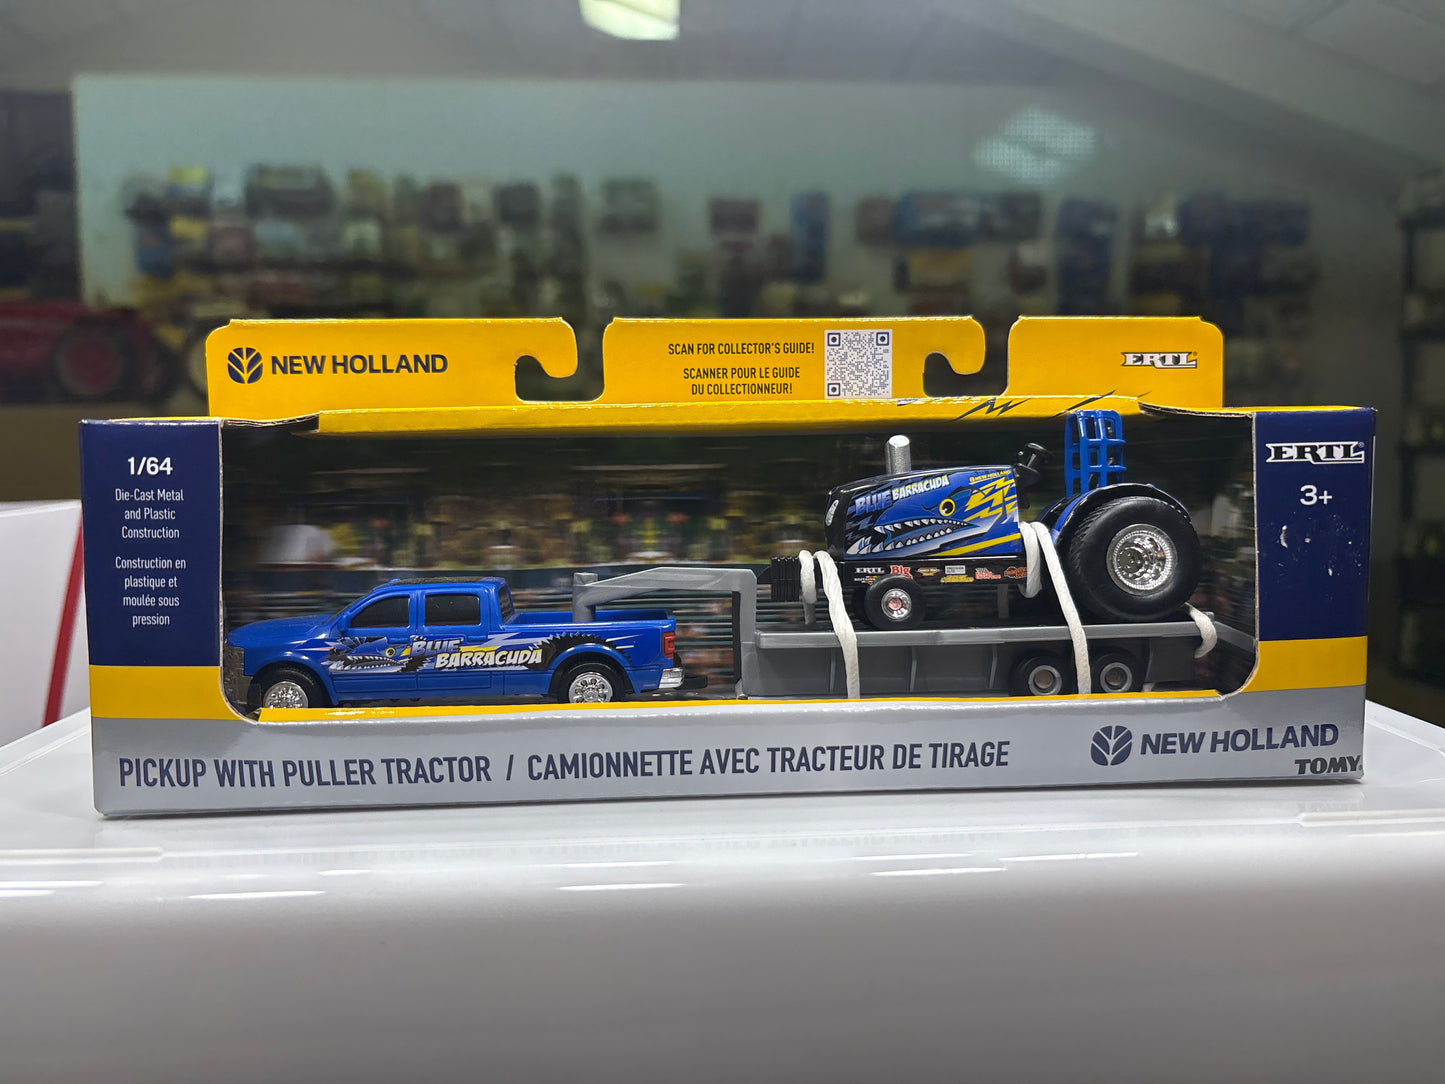 NEW HOLLAND
SCAN FOR COLLECTOR'S GUIDE!
SCANNER POUR LE GUIDE
DU COLLECTIONNEUR!
ERTL
1/64
Die-Cast Metal
and Plastic
Construction
Construction en
plastique et
moulée sous
pression
ERTL
3+
BLUE BARRACUDA
NEW HOLLAND
ERTL
Big
BLUE
BARRACUDA
PICKUP WITH PULLER TRACTOR / CAMIONNETTE AVEC TRACTEUR DE TIRAGE
NEW HOLLAND
TOMY